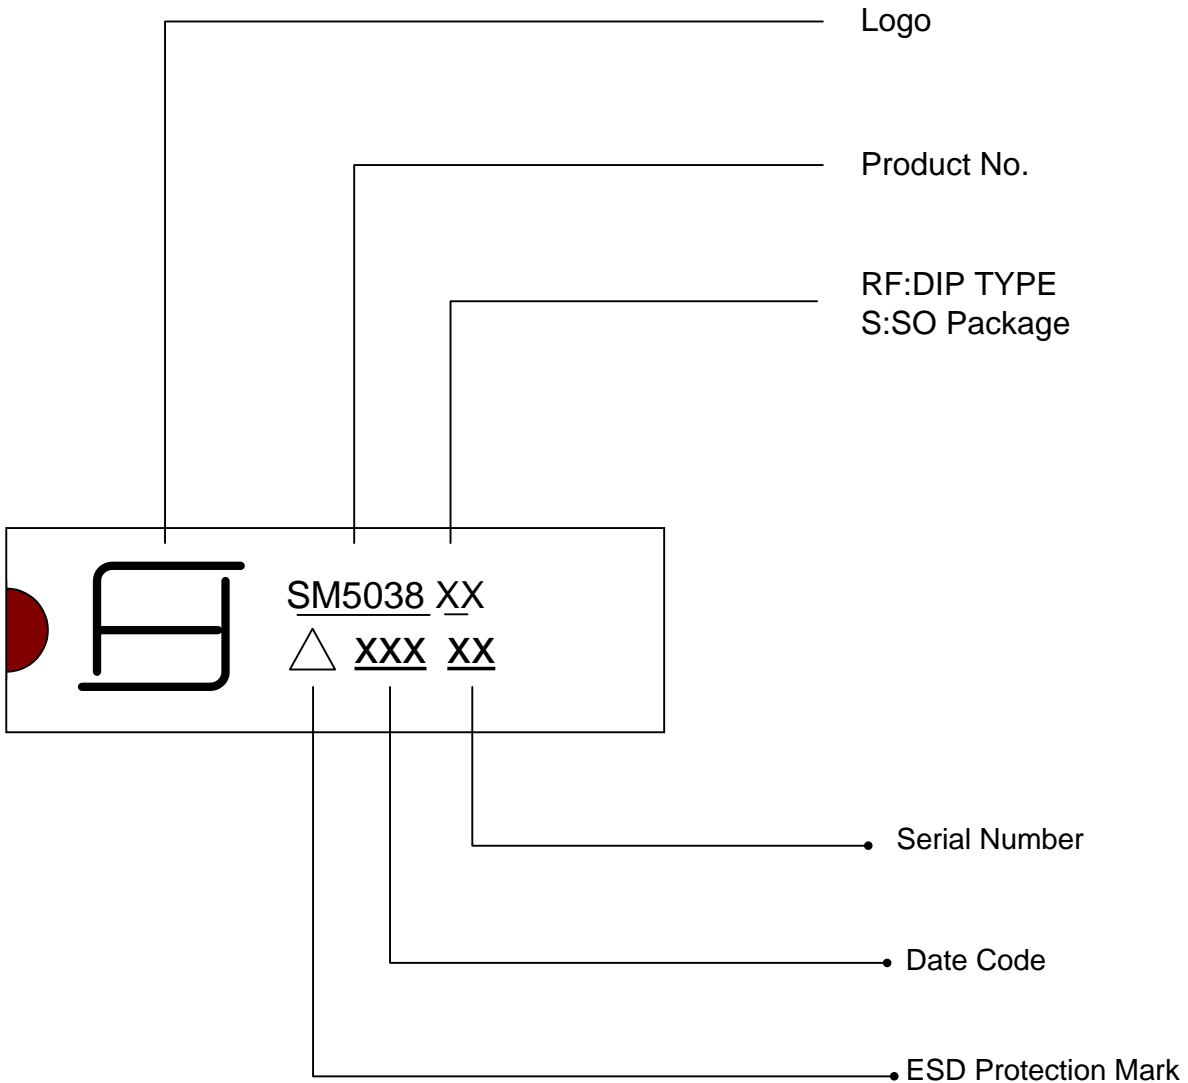 Logo
Product No.
RF:DIP TYPE
S:SO Package
SM5038 XX
XXX XX
Serial Number
Date Code
ESD Protection Mark